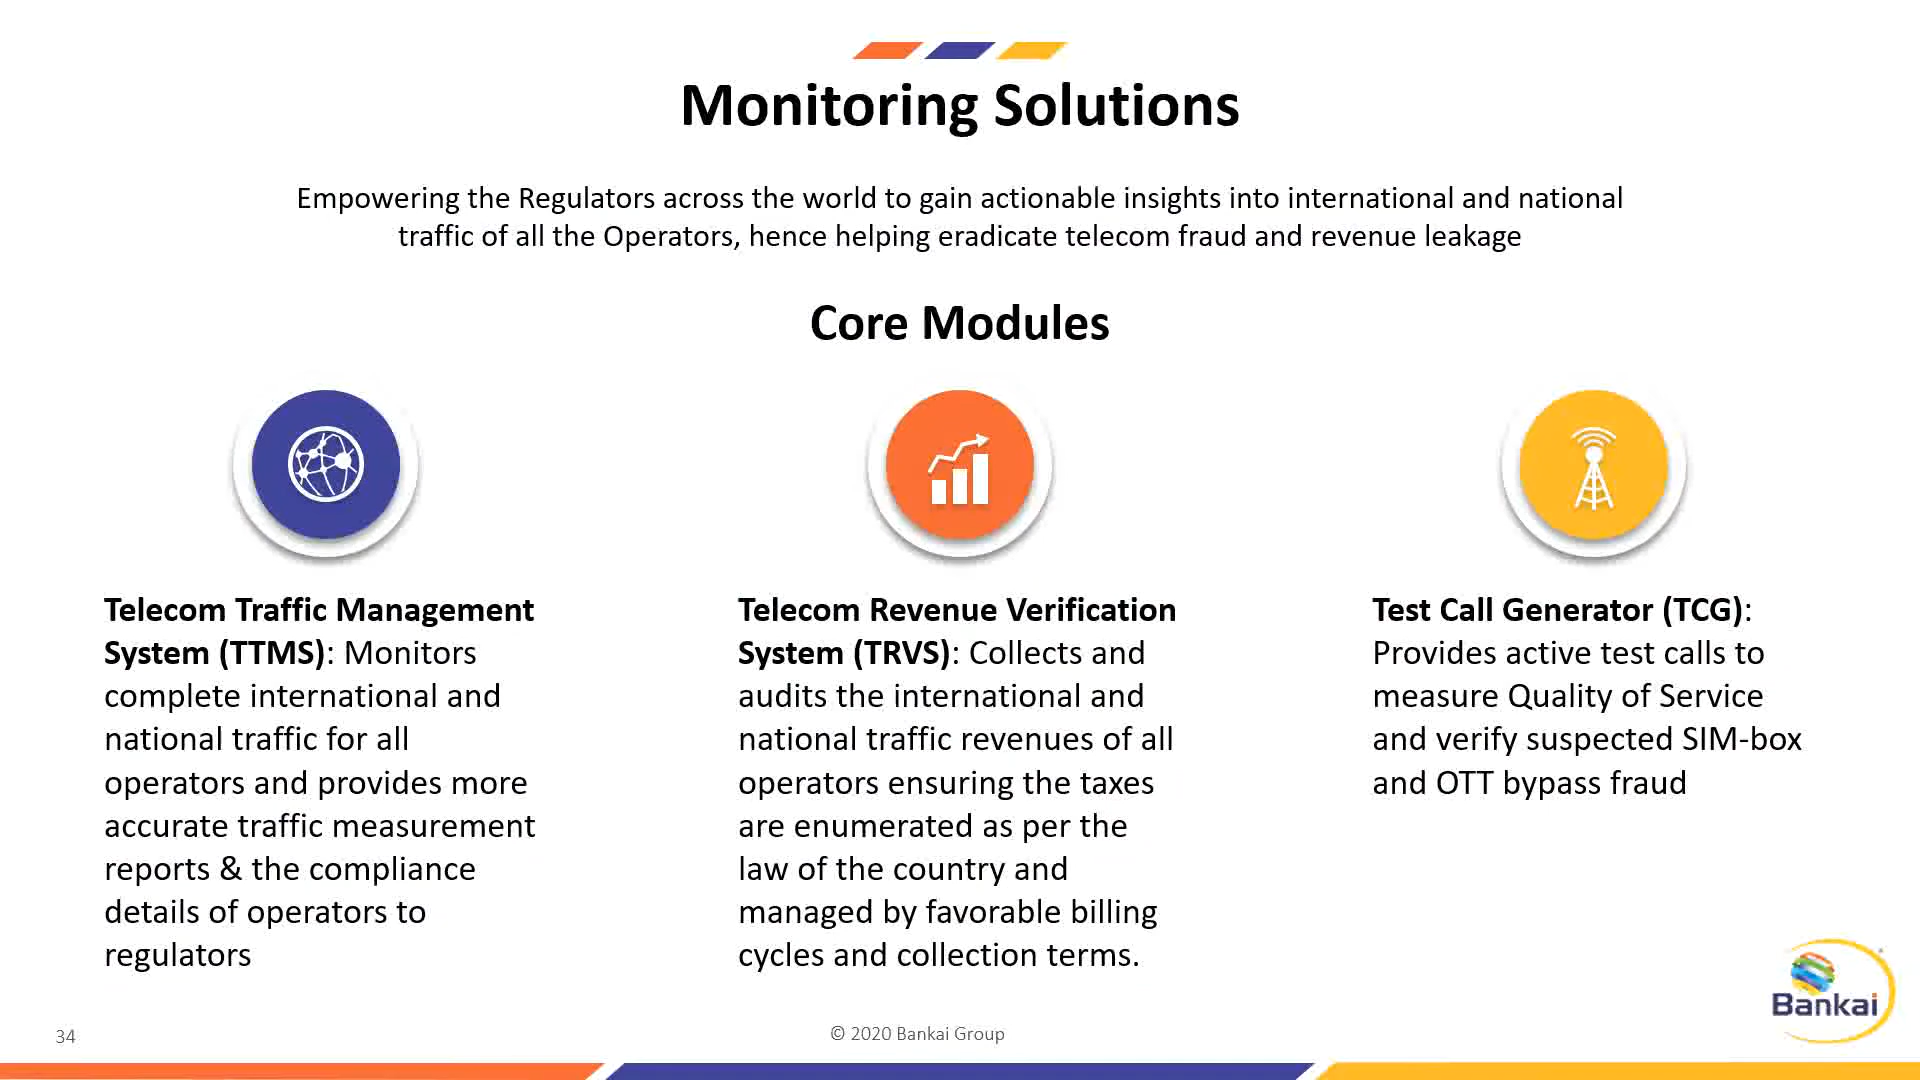 Monitoring Solutions
Empowering the Regulators across the world to gain actionable insights into international and national
traffic of all the Operators, hence helping eradicate telecom fraud and revenue leakage
Core Modules
Telecom Traffic Management
System (TTMS): Monitors
complete international and
national traffic for all
operators and provides more
accurate traffic measurement
reports & the compliance
details of operators to
regulators
Telecom Revenue Verification
System (TRVS): Collects and
audits the international and
national traffic revenues of all
operators ensuring the taxes
are enumerated as per the
law of the country and
managed by favorable billing
cycles and collection terms.
Test Call Generator (TCG):
Provides active test calls to
measure Quality of Service
and verify suspected SIM-box
and OTT bypass fraud
Bankai
34
© 2020 Bankai Group